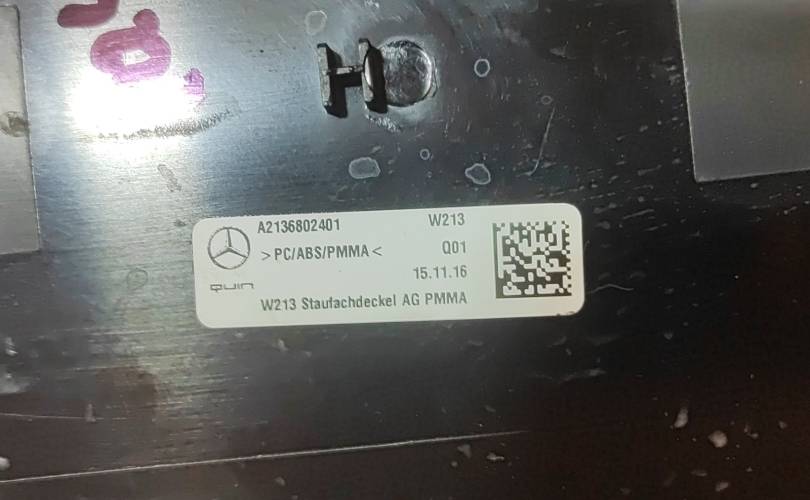 A2136802401 W213
>PC/ABS/PMMA< Q01
15.11.16
QUIN
W213 Staufachdeckel AG PMMA